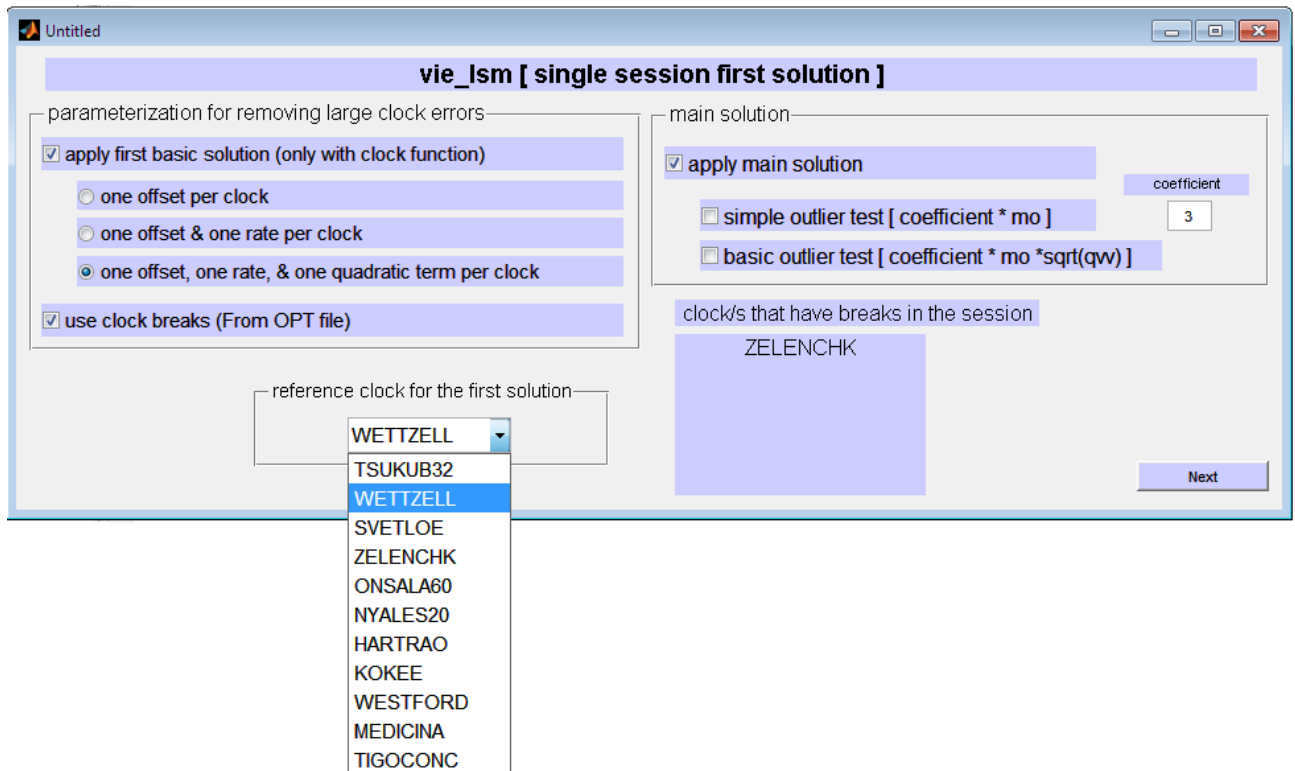 Untitled
vie_lsm [ single session first solution ]
parameterization for removing large clock errors
apply first basic solution (only with clock function)
one offset per clock
one offset & one rate per clock
one offset, one rate, & one quadratic term per clock
use clock breaks (From OPT file)
main solution
apply main solution
coefficient
simple outlier test [ coefficient * mo ]
3
basic outlier test [ coefficient * mo *sqrt(qvv) ]
clock/s that have breaks in the session
ZELENCHK
reference clock for the first solution
WETTZELL
TSUKUB32
WETTZELL
SVETLOE
ZELENCHK
ONSALA60
NYALES20
HARTRAO
KOKEE
WESTFORD
MEDICINA
TIGOCONC
Next